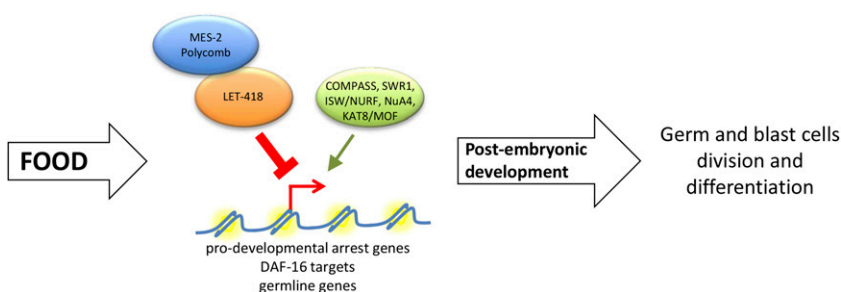 MES-2
Polycomb
LET-418
COMPASS, SWR1,
ISW/NURF, NuA4,
KAT8/MOF
FOOD
pro-developmental arrest genes
DAF-16 targets
germline genes
Post-embryonic
development
Germ and blast cells
division and
differentiation